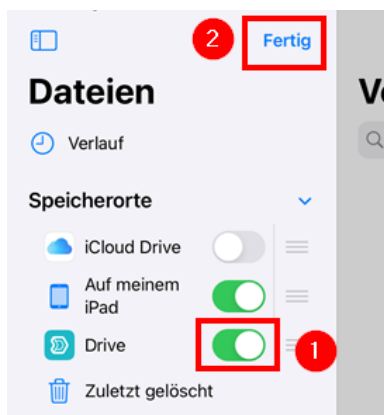 2
Fertig
Dateien
Verlauf
Speicherorte
iCloud Drive
Auf meinem
iPad
Drive
1
Zuletzt gelöscht